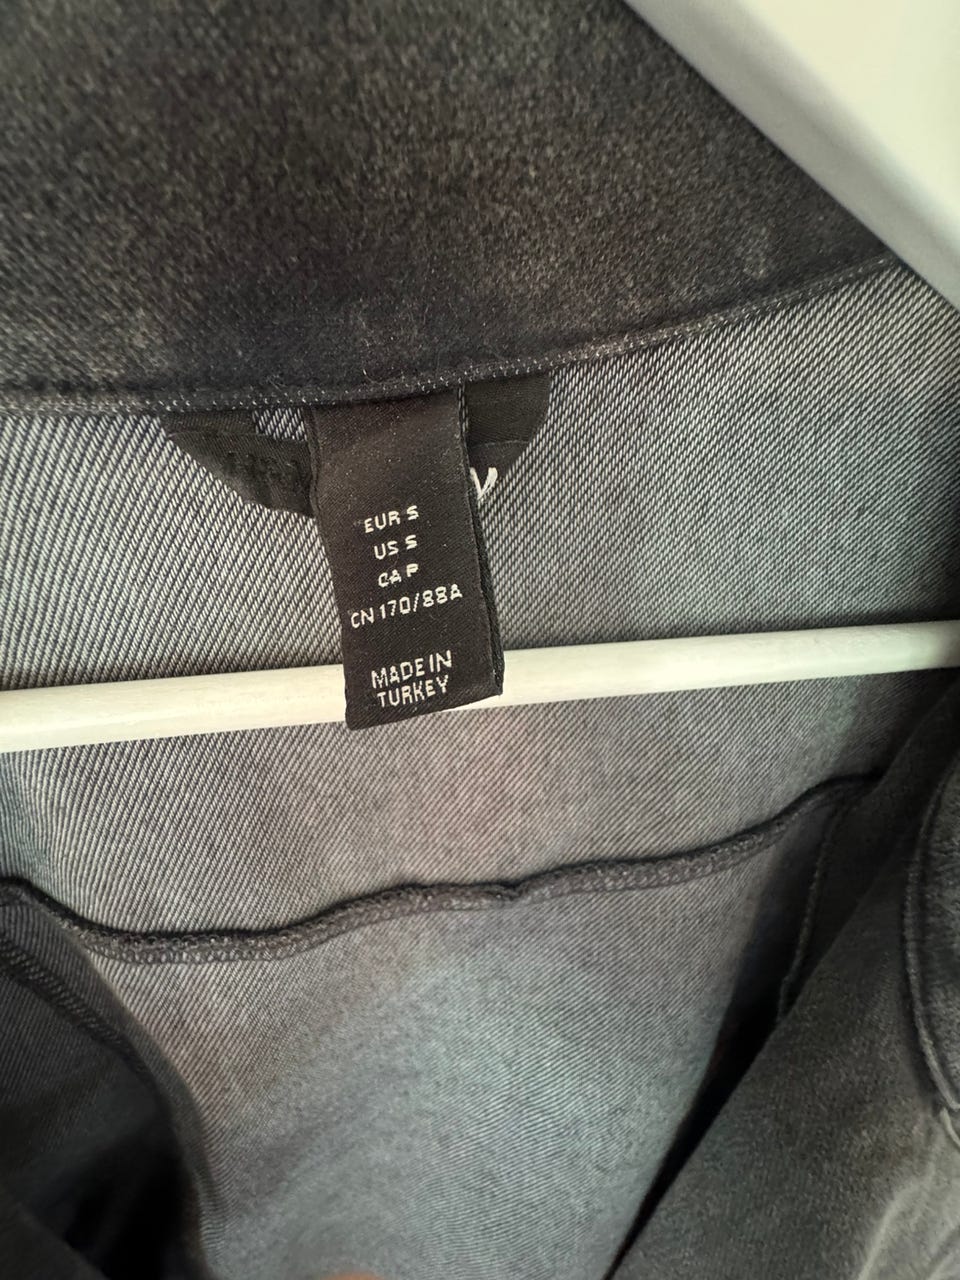 EUR S
US S
CA P
CN 170/88A
MADE IN
TURKEY